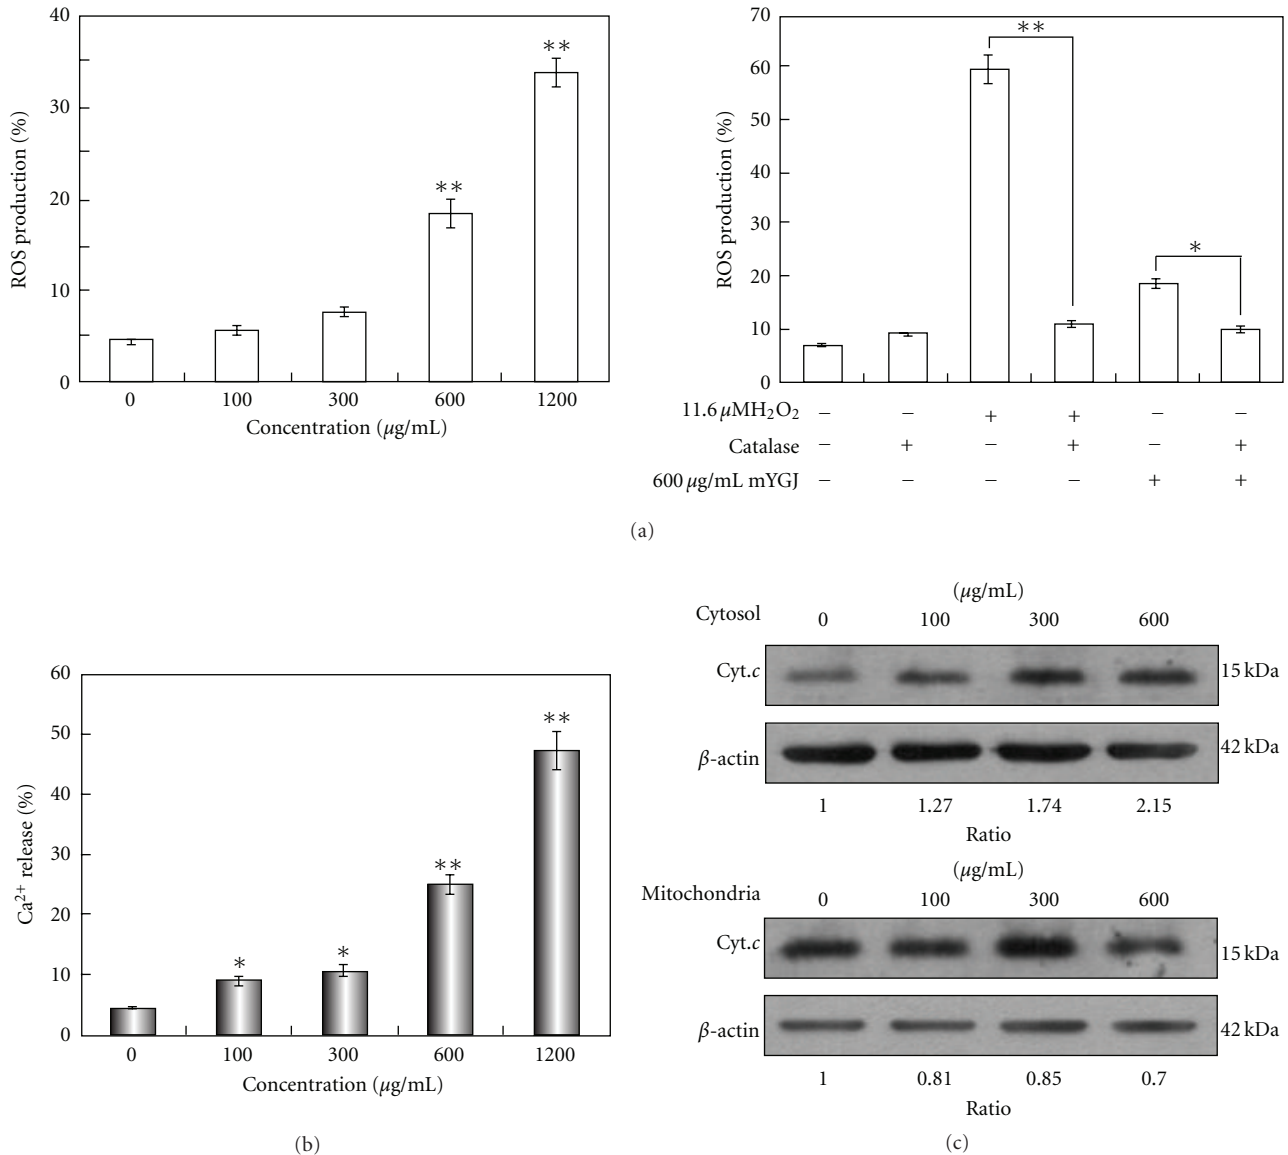 40
30
20
10
0
ROS production (%)
**
**
0 100 300 600 1200
Concentration (µg/mL)
70
60
50
40
30
20
10
0
ROS production (%)
**
*
11.6 µMH₂O₂ − − + + − −
Catalase − + − + − +
600 µg/mL mYGJ − − − − + +
(a)
60
50
40
30
20
10
0
Ca²⁺ release (%)
*
*
**
**
0 100 300 600 1200
Concentration (µg/mL)
(b)
(µg/mL)
Cytosol 0 100 300 600
Cyt.c 15 kDa
β-actin 42 kDa
1 1.27 1.74 2.15
Ratio
(µg/mL)
Mitochondria 0 100 300 600
Cyt.c 15 kDa
β-actin 42 kDa
1 0.81 0.85 0.7
Ratio
(c)